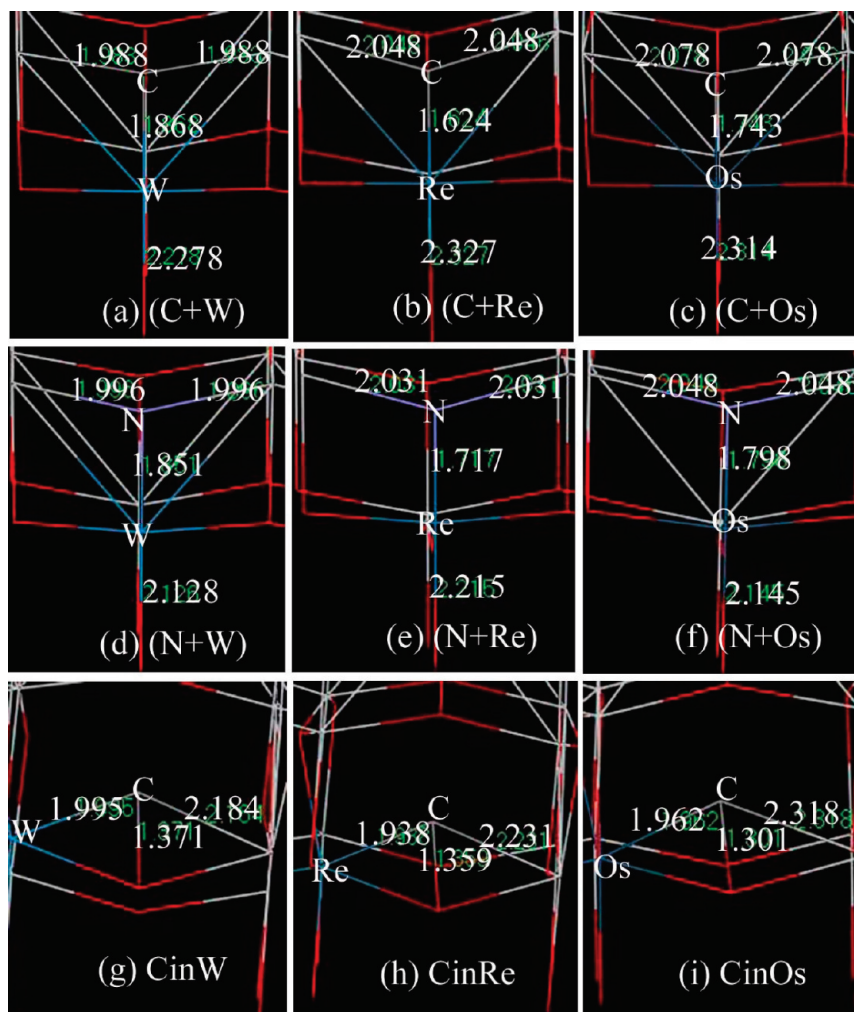 1.988 1.988
C
1.868
W
2.278
(a) (C+W)
2.048 2.048
C
1.624
Re
2.327
(b) (C+Re)
2.078 2.078
C
1.743
Os
2.314
(c) (C+Os)
1.996 1.996
N
1.851
W
2.128
(d) (N+W)
2.031 2.031
N
1.717
Re
2.215
(e) (N+Re)
2.048 2.048
N
1.798
Os
2.145
(f) (N+Os)
C
1.995 2.184
W
1.371
(g) CinW
C
1.938 2.231
1.359
Re
(h) CinRe
C
1.962 2.318
1.301
Os
(i) CinOs